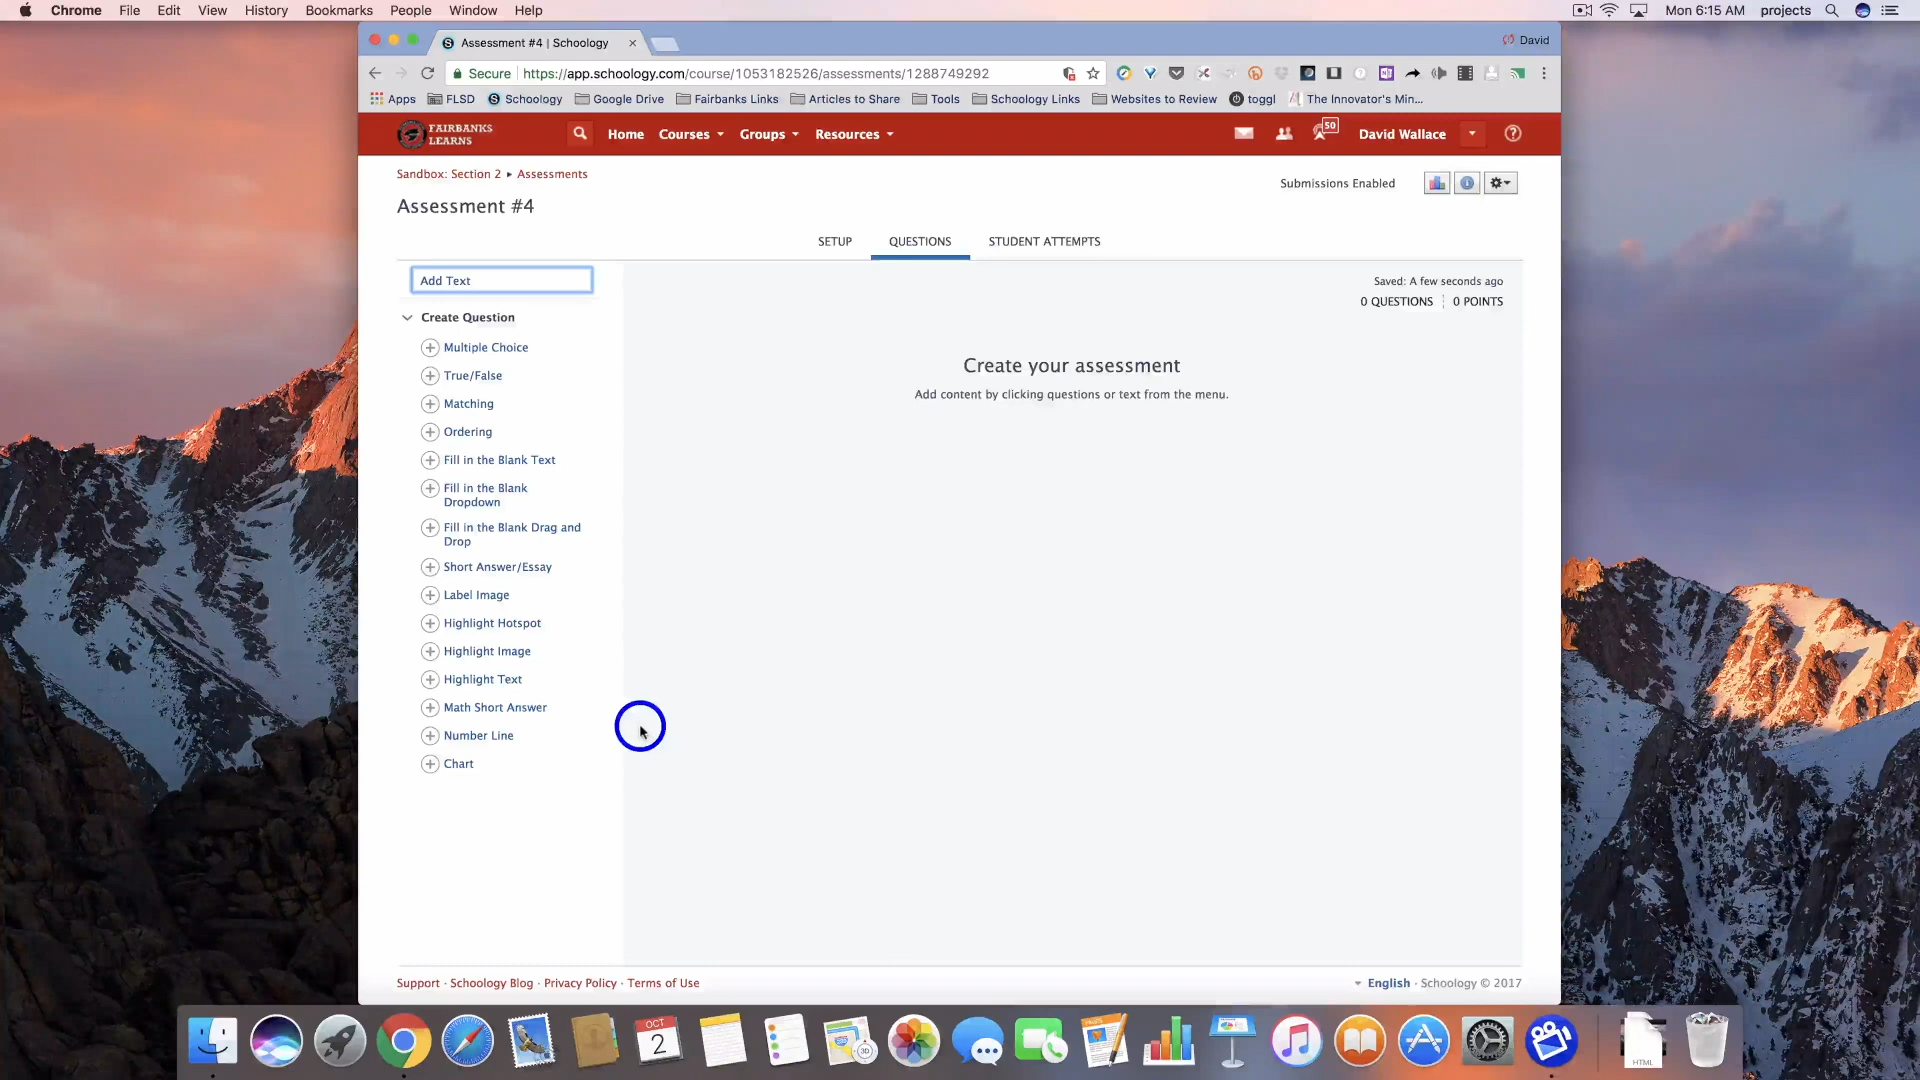 Chrome File Edit View History Bookmarks People Window Help Mon 6:15 AM projects
Assessment #4 | Schoology David
Secure https://app.schoology.com/course/1053182526/assessments/1288749292
Apps FLSD Schoology Google Drive Fairbanks Links Articles to Share Tools Schoology Links Websites to Review toggl The Innovator's Min...
FAIRBANKS
LEARNS
Home Courses Groups Resources 50 David Wallace
Sandbox: Section 2 ▸ Assessments
Submissions Enabled
Assessment #4
SETUP QUESTIONS STUDENT ATTEMPTS
Add Text
Saved: A few seconds ago
0 QUESTIONS 0 POINTS
Create Question
Multiple Choice
True/False
Matching
Ordering
Fill in the Blank Text
Fill in the Blank
Dropdown
Fill in the Blank Drag and
Drop
Short Answer/Essay
Label Image
Highlight Hotspot
Highlight Image
Highlight Text
Math Short Answer
Number Line
Chart
Create your assessment
Add content by clicking questions or text from the menu.
Support · Schoology Blog · Privacy Policy · Terms of Use
English · Schoology © 2017
OCT
2
3D
PAGES
HTML